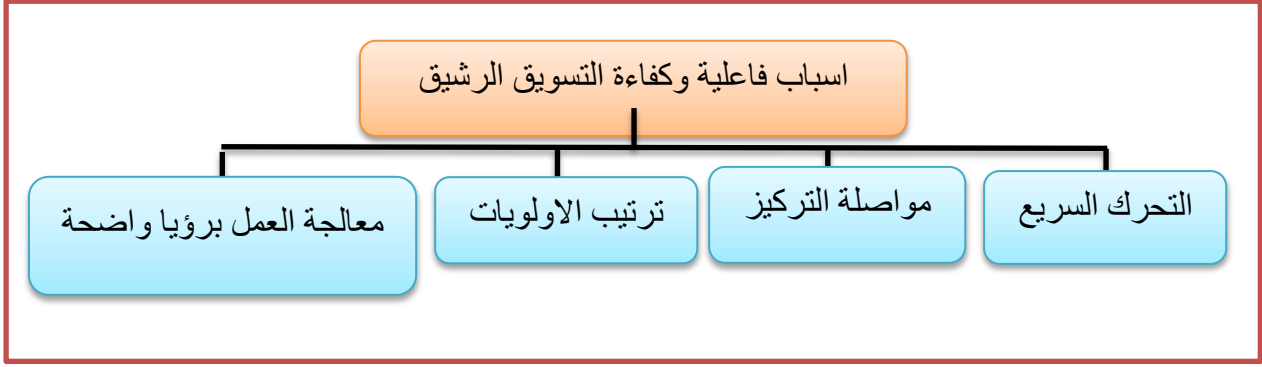 اسباب فاعلية وكفاءة التسويق الرشيق
التحرك السريع
مواصلة التركيز
ترتيب الاولويات
معالجة العمل برؤيا واضحة